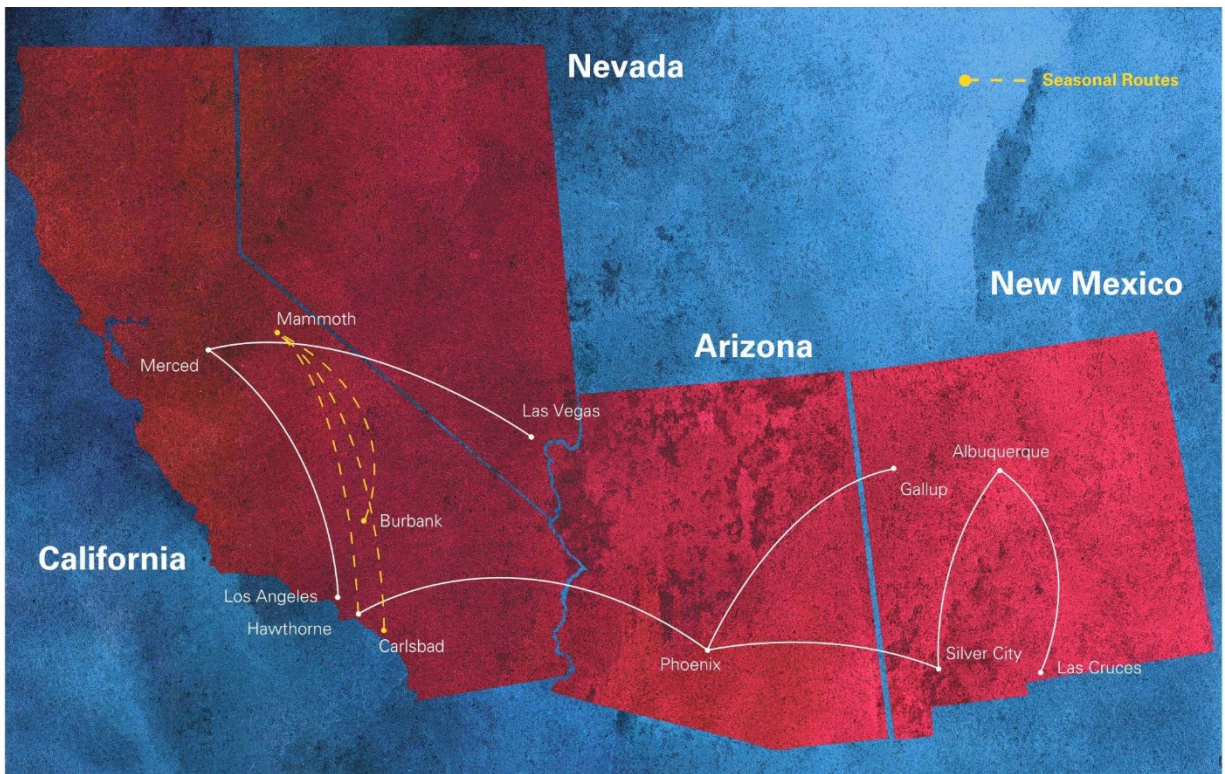 Nevada
Seasonal Routes
New Mexico
Mammoth
Arizona
Merced
Las Vegas
Albuquerque
Gallup
Burbank
California
Los Angeles
Hawthorne
Carlsbad
Phoenix
Silver City
Las Cruces